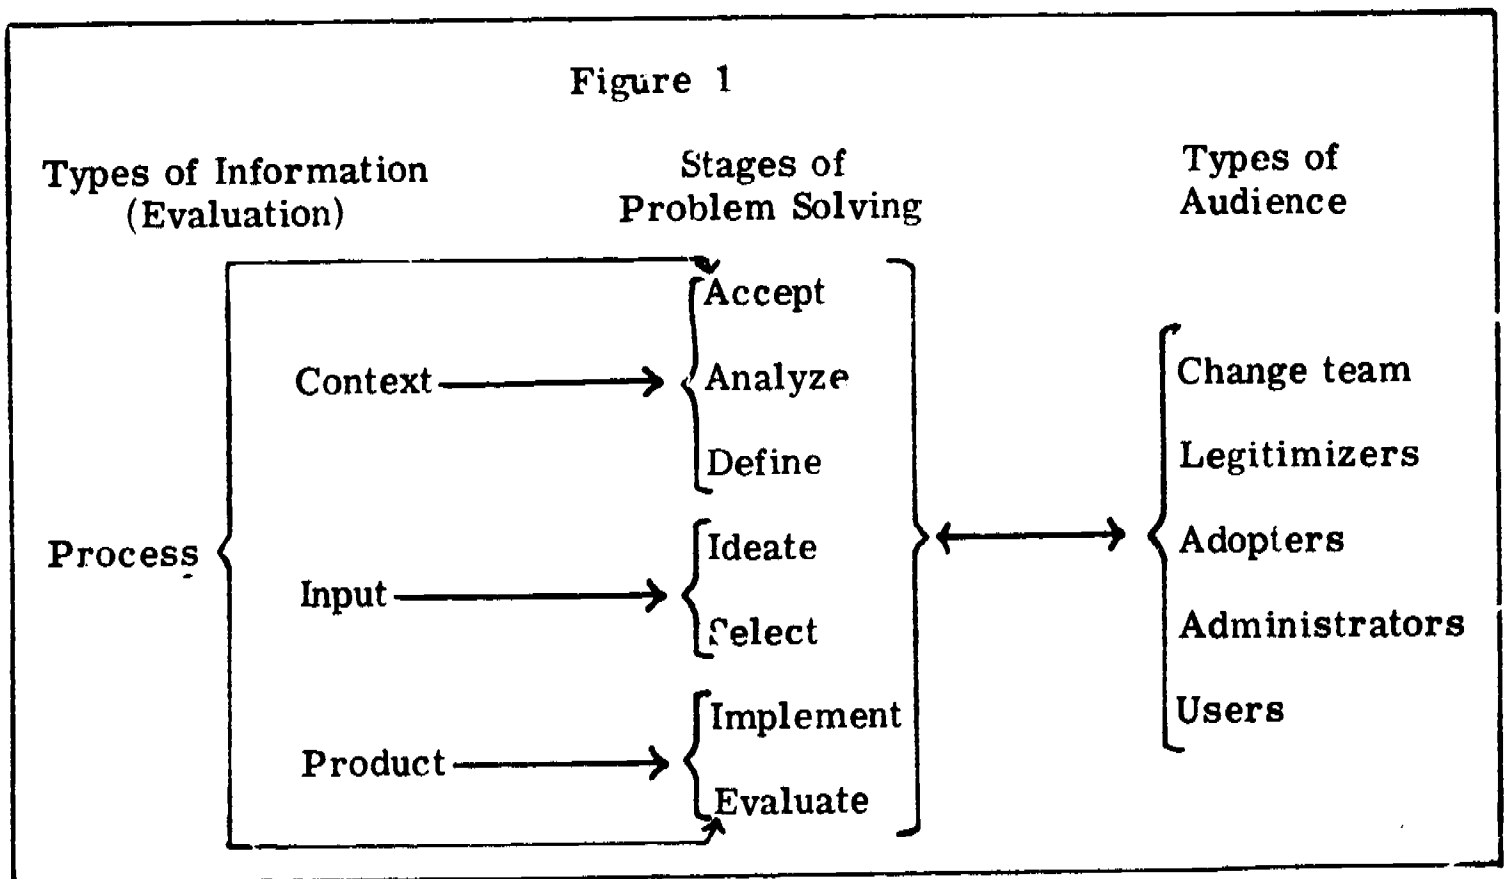 Figure 1
Types of Information
(Evaluation)
Stages of
Problem Solving
Types of
Audience
Process
Context
Input
Product
Accept
Analyze
Define
Ideate
Select
Implement
Evaluate
Change team
Legitimizers
Adopters
Administrators
Users